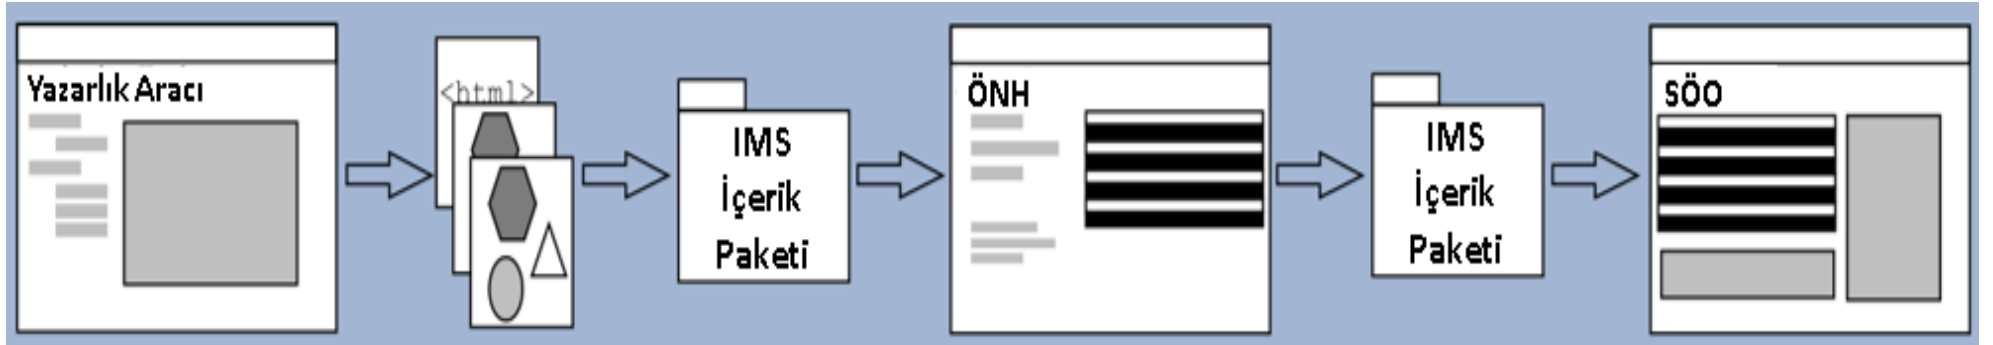 Yazarlık Aracı
<html>
IMS
İçerik
Paketi
ÖNH
IMS
İçerik
Paketi
SÖO